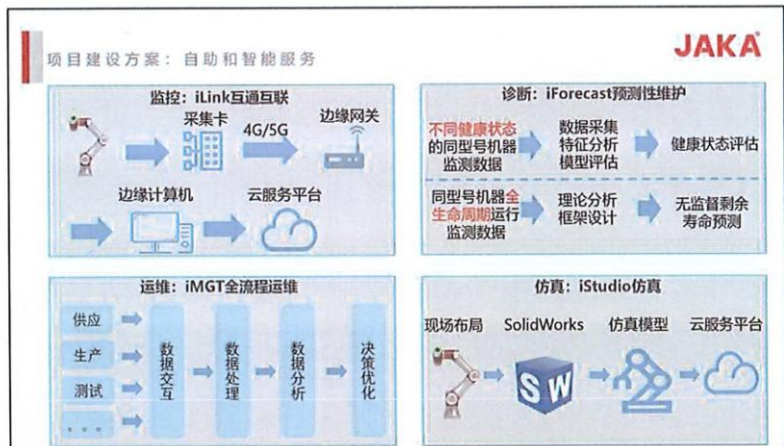 项目建设方案：自助和智能服务
JAKA
监控：iLink互通互联
采集卡
4G/5G
边缘网关
边缘计算机
云服务平台
诊断：iForecast预测性维护
不同健康状态
的同型号机器
监测数据
数据采集
特征分析
模型评估
健康状态评估
同型号机器全
生命周期运行
监测数据
理论分析
框架设计
无监督剩余
寿命预测
运维：iMGT全流程运维
供应
生产
测试
...
数据交互
数据处理
数据分析
决策优化
仿真：iStudio仿真
现场布局
SolidWorks
仿真模型
云服务平台
SW